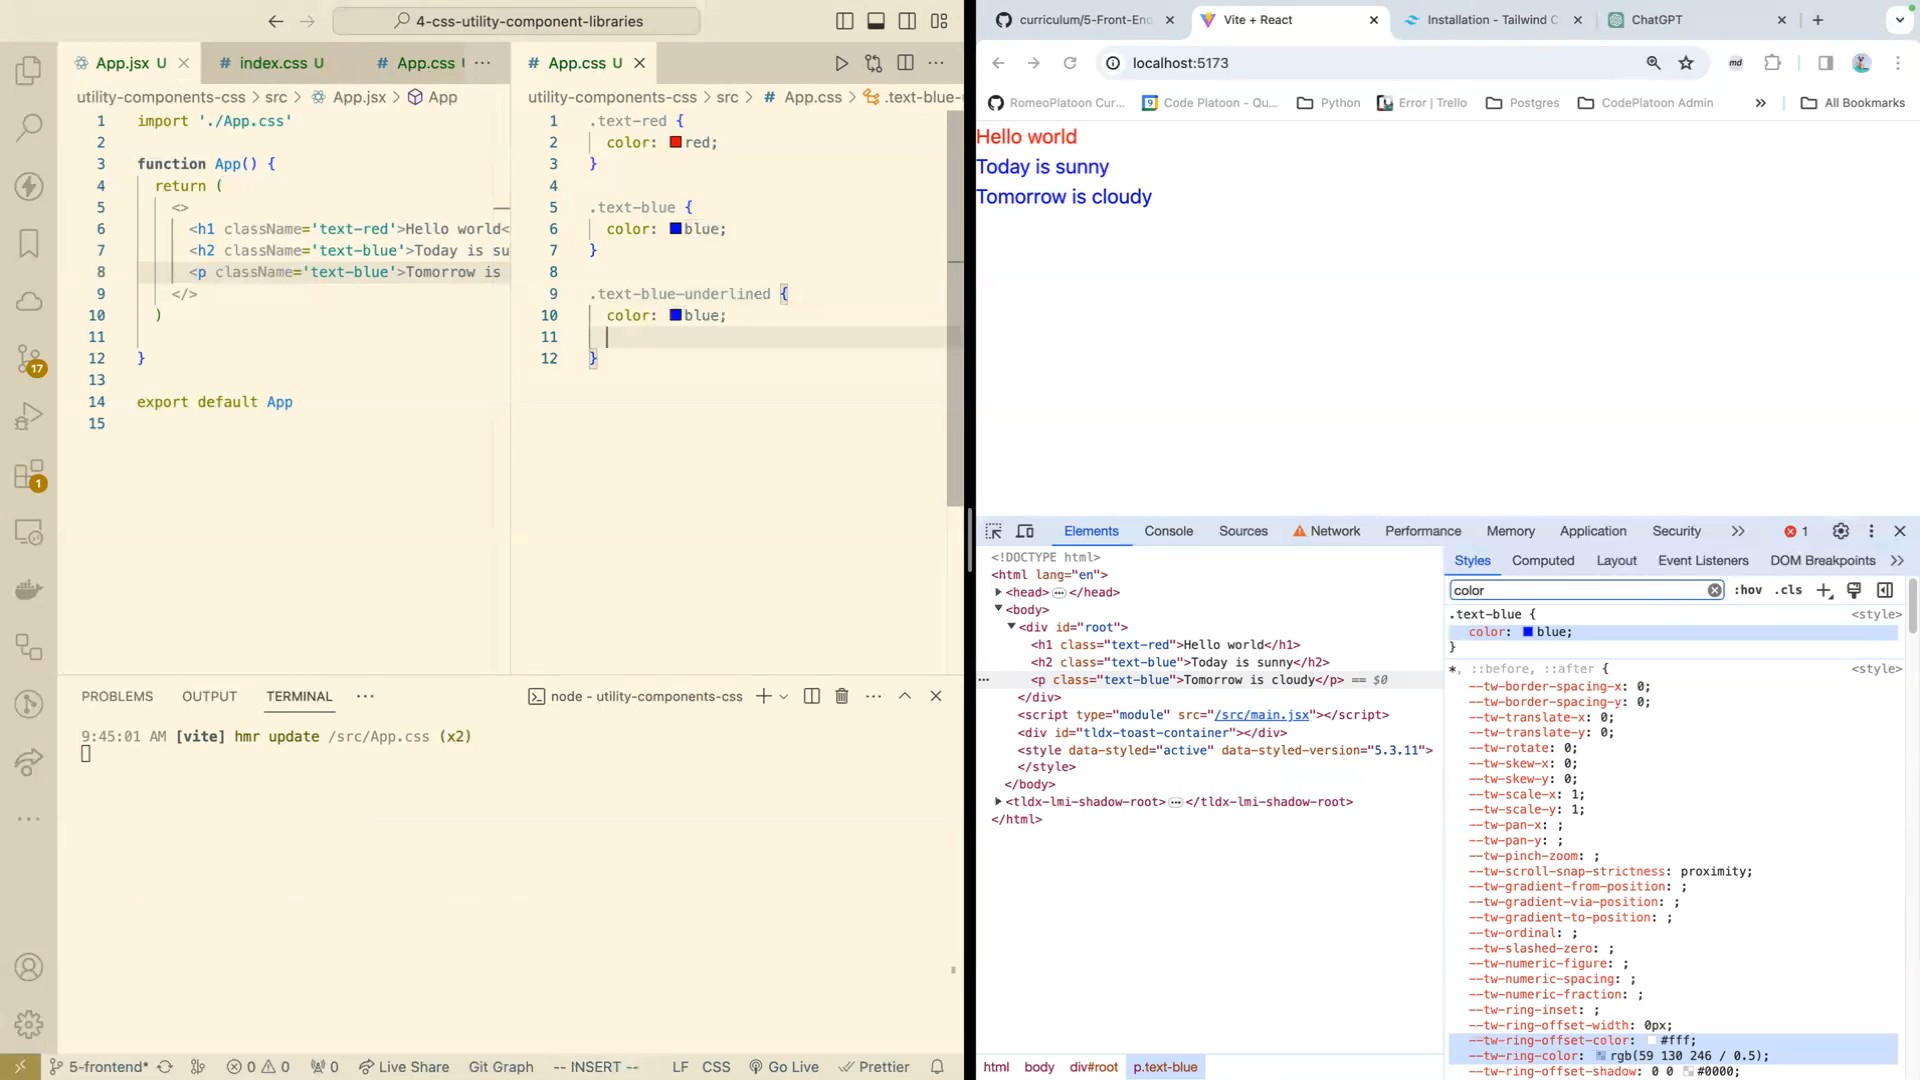 4-css-utility-component-libraries
App.jsx U
index.css U
App.css
App.css U
utility-components-css > src > App.jsx > App
utility-components-css > src > App.css > .text-blue-
1 import './App.css'
2
3 function App() {
4 return (
5 <>
6 <h1 className='text-red'>Hello world<
7 <h2 className='text-blue'>Today is su
8 <p className='text-blue'>Tomorrow is
9 </>
10 )
11
12 }
13
14 export default App
15
1 .text-red {
2 color: red;
3 }
4
5 .text-blue {
6 color: blue;
7 }
8
9 .text-blue-underlined {
10 color: blue;
11
12 }
17
1
PROBLEMS OUTPUT TERMINAL
node - utility-components-css
9:45:01 AM [vite] hmr update /src/App.css (x2)
5-frontend* 0 0 0 Live Share Git Graph -- INSERT -- LF CSS Go Live Prettier
curriculum/5-Front-End
Vite + React
Installation - Tailwind C
ChatGPT
localhost:5173
RomeoPlatoon Cur... Code Platoon - Qu... Python Error | Trello Postgres CodePlatoon Admin All Bookmarks
Hello world
Today is sunny
Tomorrow is cloudy
Elements Console Sources Network Performance Memory Application Security 1
<!DOCTYPE html>
<html lang="en">
<head> </head>
<body>
<div id="root">
<h1 class="text-red">Hello world</h1>
<h2 class="text-blue">Today is sunny</h2>
<p class="text-blue">Tomorrow is cloudy</p> == $0
</div>
<script type="module" src="/src/main.jsx"></script>
<div id="tldx-toast-container"></div>
<style data-styled="active" data-styled-version="5.3.11">
</style>
</body>
<tldx-lmi-shadow-root> </tldx-lmi-shadow-root>
</html>
html body div#root p.text-blue
Styles Computed Layout Event Listeners DOM Breakpoints
color :hov .cls
.text-blue { <style>
color: blue;
}
*, ::before, ::after { <style>
--tw-border-spacing-x: 0;
--tw-border-spacing-y: 0;
--tw-translate-x: 0;
--tw-translate-y: 0;
--tw-rotate: 0;
--tw-skew-x: 0;
--tw-skew-y: 0;
--tw-scale-x: 1;
--tw-scale-y: 1;
--tw-pan-x: ;
--tw-pan-y: ;
--tw-pinch-zoom: ;
--tw-scroll-snap-strictness: proximity;
--tw-gradient-from-position: ;
--tw-gradient-via-position: ;
--tw-gradient-to-position: ;
--tw-ordinal: ;
--tw-slashed-zero: ;
--tw-numeric-figure: ;
--tw-numeric-spacing: ;
--tw-numeric-fraction: ;
--tw-ring-inset: ;
--tw-ring-offset-width: 0px;
--tw-ring-offset-color: #fff;
--tw-ring-color: rgb(59 130 246 / 0.5);
--tw-ring-offset-shadow: 0 0 #0000;